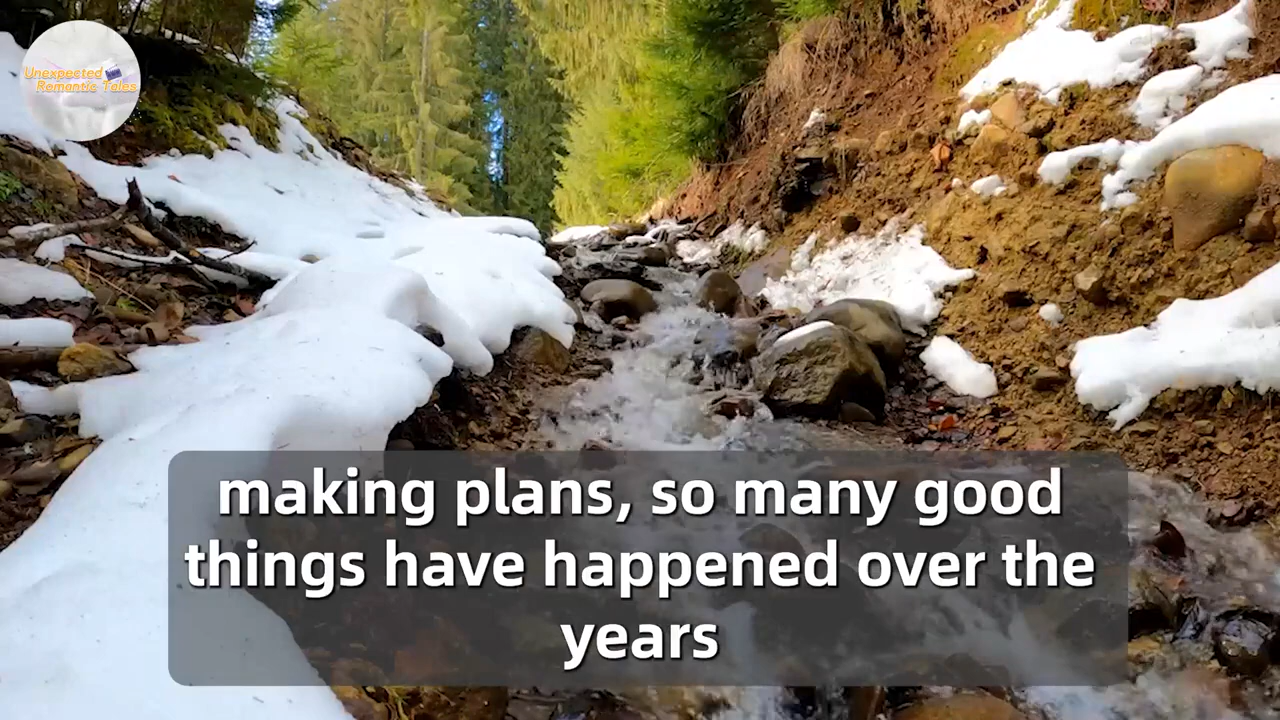 Unexpected
Romantic Tales
making plans, so many good
things have happened over the
years